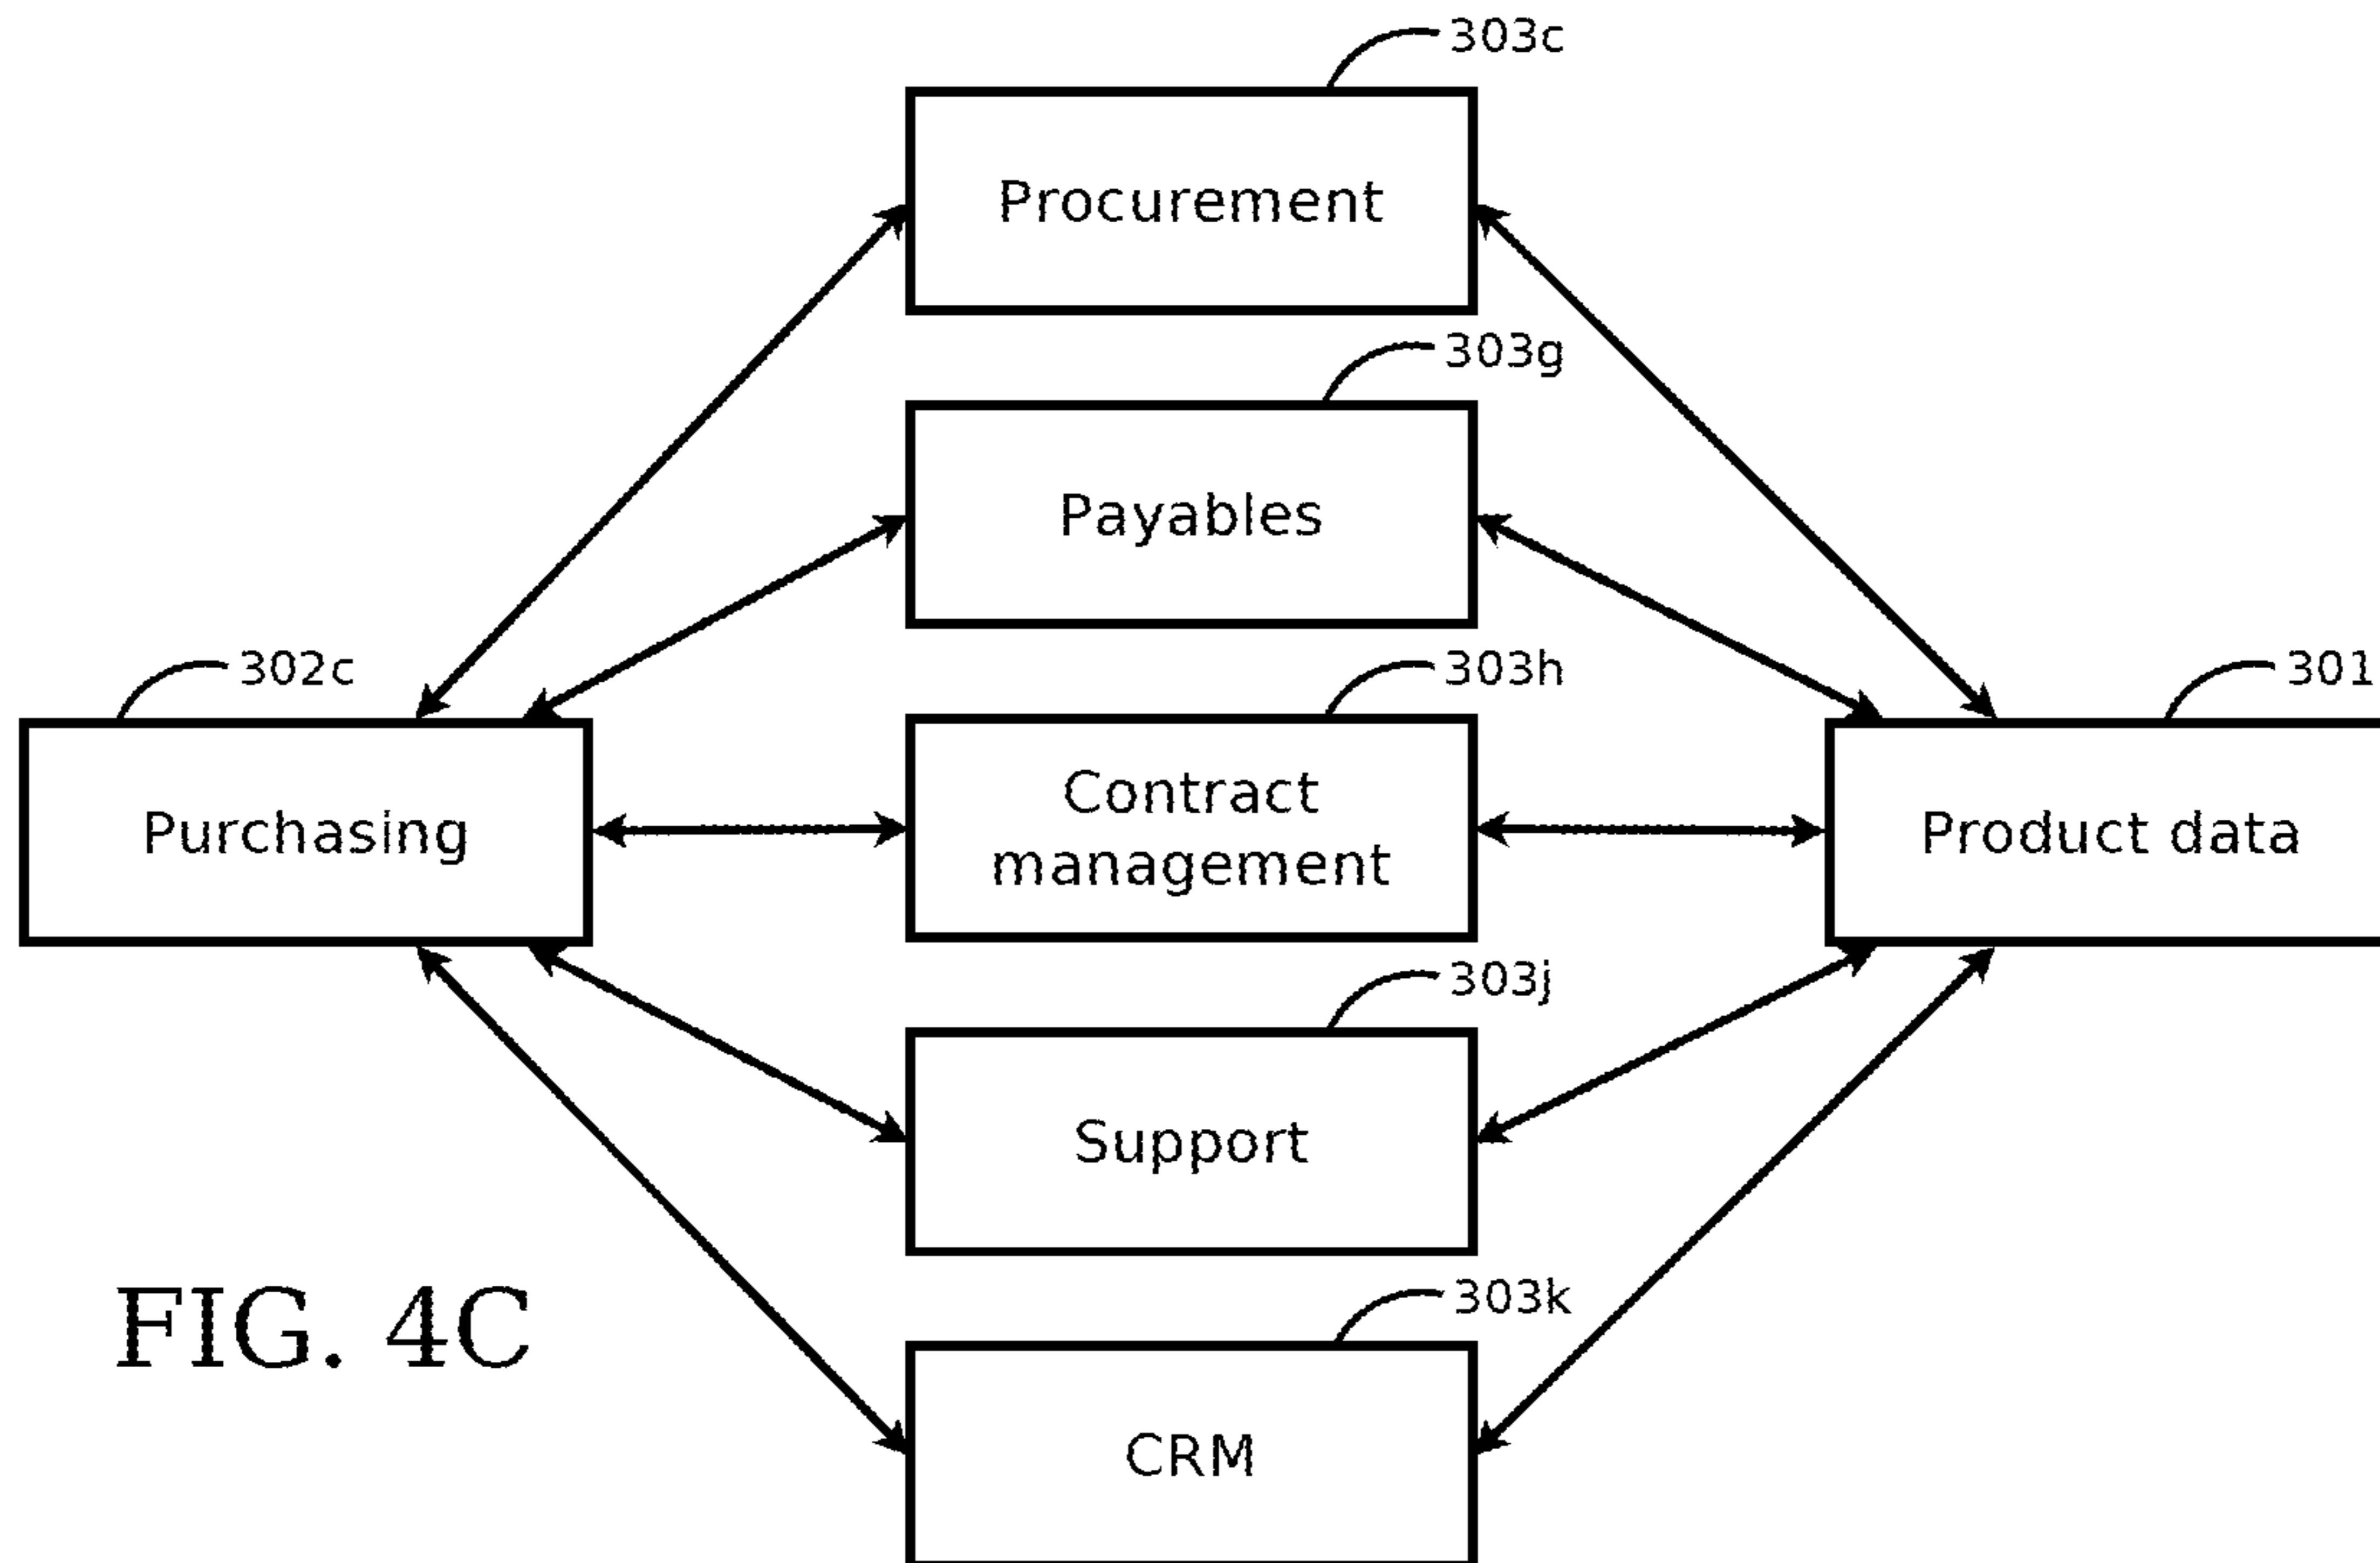 303c
Procurement
303g
Payables
302c
303h
301
Purchasing
Contract
management
Product data
303j
Support
303k
FIG. 4C
CRM